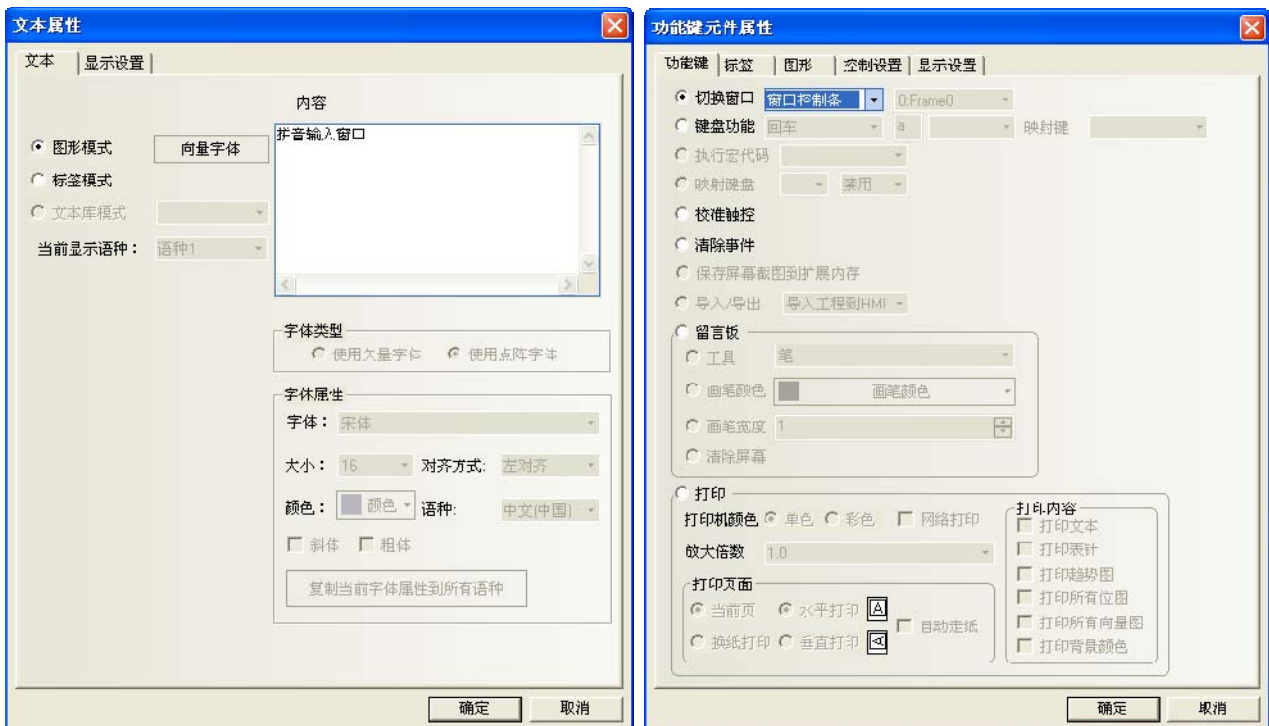 文本属性
文本
显示设置
内容
拼音输入窗口
图形模式
向量字体
标签模式
文本库模式
当前显示语种：
语种1
字体类型
使用矢量字体
使用点阵字体
字体属性
字体：
宋体
大小：
16
对齐方式:
左对齐
颜色：
颜色
语种:
中文(中国)
斜体
粗体
复制当前字体属性到所有语种
确定
取消
功能键元件属性
功能键
标签
图形
控制设置
显示设置
切换窗口
窗口控制条
0:Frame0
键盘功能
回车
a
映射键
执行宏代码
映射键盘
禁用
校准触控
清除事件
保存屏幕截图到扩展内存
导入/导出
导入工程到HMI
留言板
工具
笔
画笔颜色
画笔颜色
画笔宽度
1
清除屏幕
打印
打印机颜色
单色
彩色
网络打印
放大倍数
1.0
打印页面
当前页
水平打印
A
换纸打印
垂直打印
A
自动走纸
打印内容
打印文本
打印表针
打印趋势图
打印所有位图
打印所有向量图
打印背景颜色
确定
取消